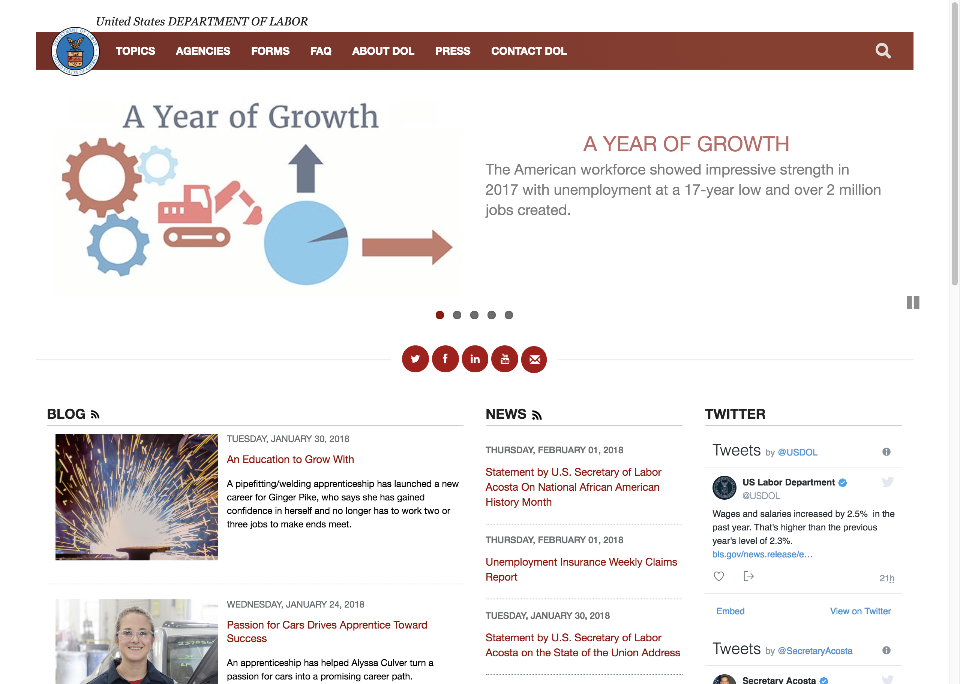 United States DEPARTMENT OF LABOR
TOPICS AGENCIES FORMS FAQ ABOUT DOL PRESS CONTACT DOL
A Year of Growth
A YEAR OF GROWTH
The American workforce showed impressive strength in
2017 with unemployment at a 17-year low and over 2 million
jobs created.
BLOG
TUESDAY, JANUARY 30, 2018
An Education to Grow With
A pipefitting/welding apprenticeship has launched a new
career for Ginger Pike, who says she has gained
confidence in herself and no longer has to work two or
three jobs to make ends meet.
WEDNESDAY, JANUARY 24, 2018
Passion for Cars Drives Apprentice Toward
Success
An apprenticeship has helped Alyssa Culver turn a
passion for cars into a promising career path.
NEWS
THURSDAY, FEBRUARY 01, 2018
Statement by U.S. Secretary of Labor
Acosta On National African American
History Month
THURSDAY, FEBRUARY 01, 2018
Unemployment Insurance Weekly Claims
Report
TUESDAY, JANUARY 30, 2018
Statement by U.S. Secretary of Labor
Acosta on the State of the Union Address
TWITTER
Tweets by @USDOL
US Labor Department
@USDOL
Wages and salaries increased by 2.5% in the
past year. That's higher than the previous
year's level of 2.3%.
bls.gov/news.release/e…
21h
Embed View on Twitter
Tweets by @SecretaryAcosta
Secretary Acosta